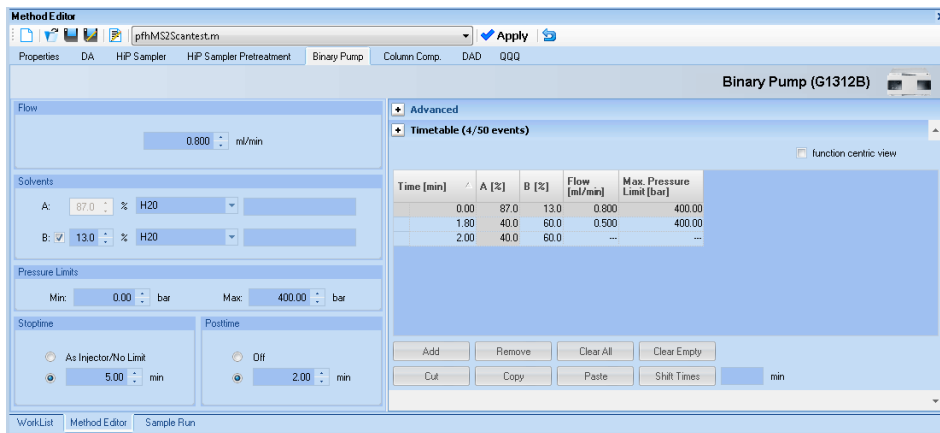 Method Editor
pfhMS2Scantest.m Apply
Properties DA HiP Sampler HiP Sampler Pretreatment Binary Pump Column Comp. DAD QQQ
Binary Pump (G1312B)
Flow
0.800 ml/min
Solvents
A: 87.0 % H20
B: 13.0 % H20
Pressure Limits
Min: 0.00 bar Max: 400.00 bar
Stoptime
As Injector/No Limit
5.00 min
Posttime
Off
2.00 min
+ Advanced
+ Timetable (4/50 events)
function centric view
Time [min] A [%] B [%] Flow [ml/min] Max. Pressure Limit [bar]
0.00 87.0 13.0 0.800 400.00
1.80 40.0 60.0 0.500 400.00
2.00 40.0 60.0 --- ---
Add Remove Clear All Clear Empty
Cut Copy Paste Shift Times min
WorkList Method Editor Sample Run